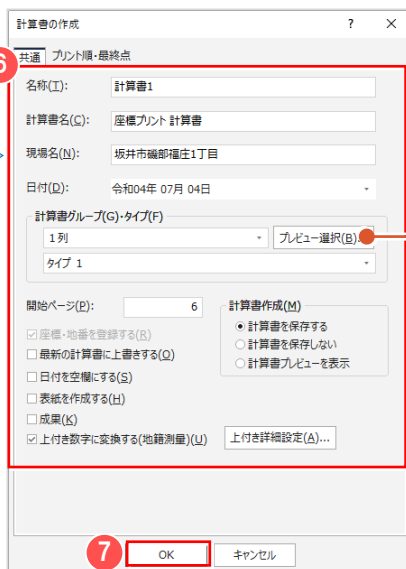 計算書の作成 ? ×
6
共通 プリント順・最終点
名称(T): 計算書1
計算書名(C): 座標プリント 計算書
現場名(N): 坂井市磯部福庄1丁目
日付(D): 令和04年 07月 04日
計算書グループ(G)・タイプ(F)
1列 プレビュー選択(B)...
タイプ 1
開始ページ(P): 6 計算書作成(M)
座標・地番を登録する(R) 計算書を保存する
最新の計算書に上書きする(O) 計算書を保存しない
日付を空欄にする(S) 計算書プレビューを表示
表紙を作成する(H)
成果(K)
上付き数字に変換する(地籍測量)(U) 上付き詳細設定(A)...
7 OK キャンセル